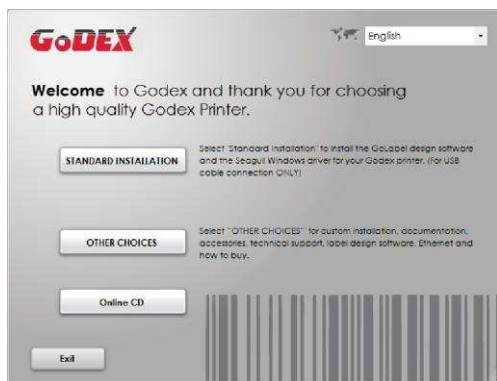 GoDEX
English
Welcome to Godex and thank you for choosing
a high quality Godex Printer.
STANDARD INSTALLATION
Select 'Standard Installation' to install the GoLabel design software
and the Seagull Windows driver for your Godex printer. (For USB
cable connection ONLY)
OTHER CHOICES
Select "OTHER CHOICES" for custom installation, documentation,
accessories, technical support, label design software, Ethernet and
how to buy.
Online CD
Exit